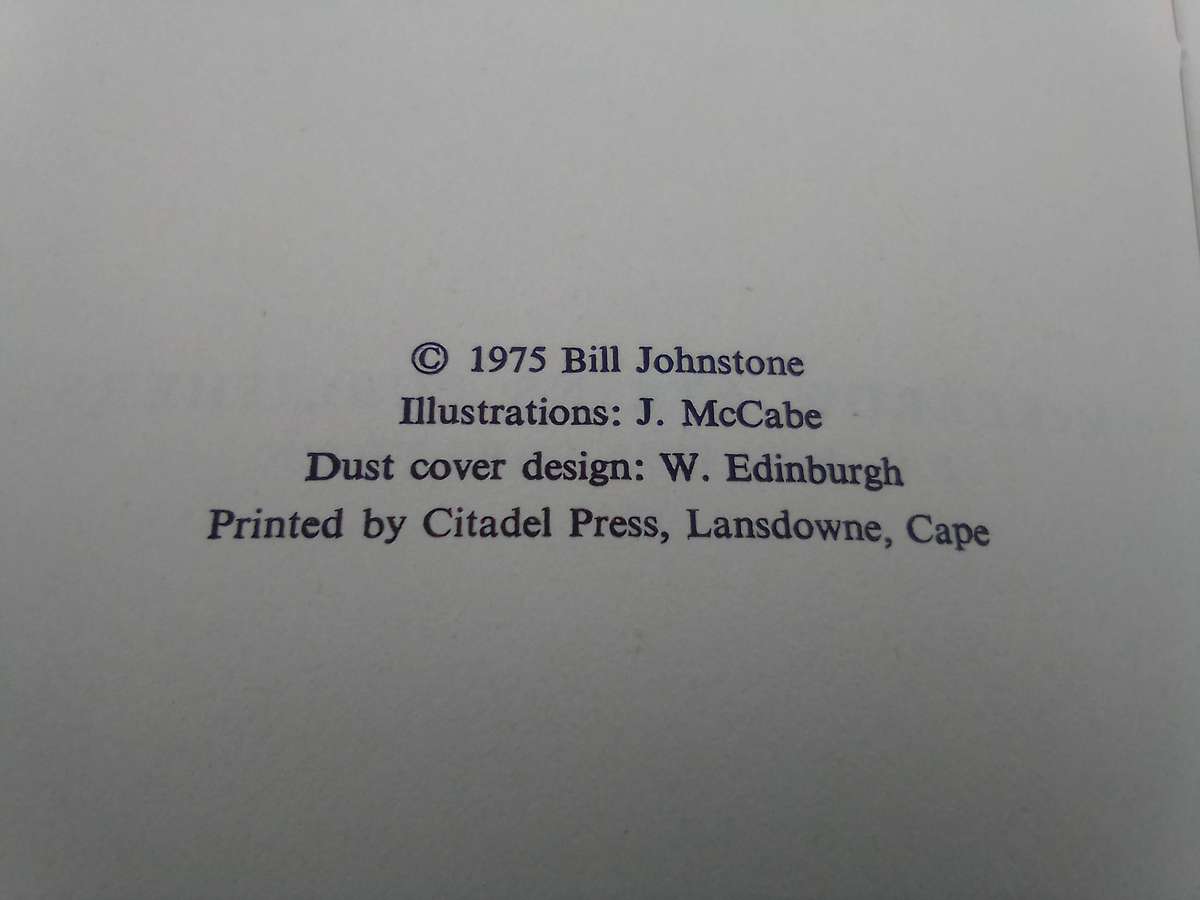 © 1975 Bill Johnstone
Illustrations: J. McCabe
Dust cover design: W. Edinburgh
Printed by Citadel Press, Lansdowne, Cape